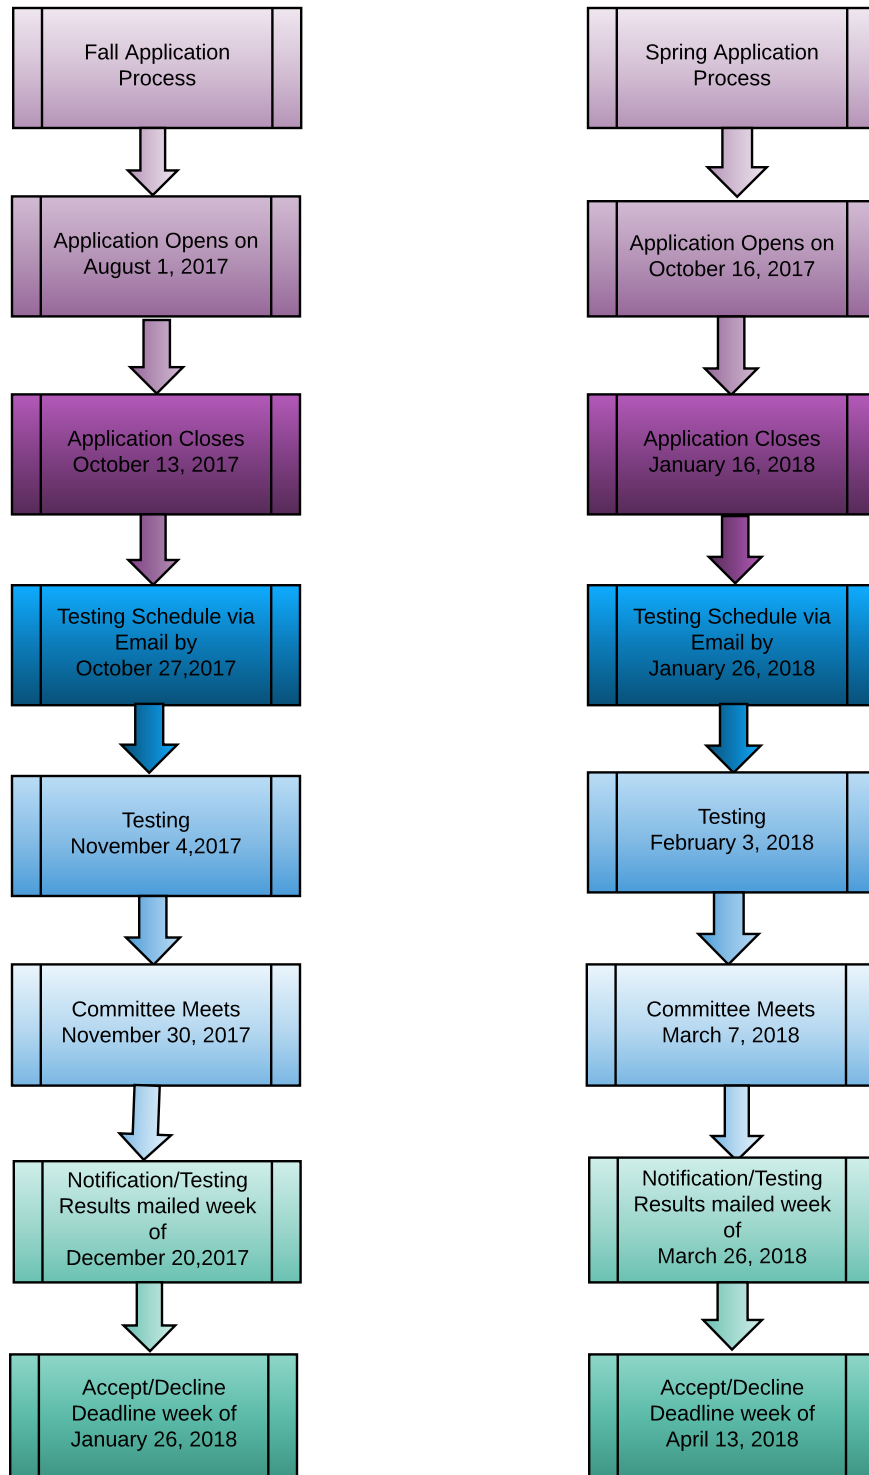 Fall Application
Process
Application Opens on
August 1, 2017
Application Closes
October 13, 2017
Testing Schedule via
Email by
October 27,2017
Testing
November 4,2017
Committee Meets
November 30, 2017
Notification/Testing
Results mailed week
of
December 20,2017
Accept/Decline
Deadline week of
January 26, 2018
Spring Application
Process
Application Opens on
October 16, 2017
Application Closes
January 16, 2018
Testing Schedule via
Email by
January 26, 2018
Testing
February 3, 2018
Committee Meets
March 7, 2018
Notification/Testing
Results mailed week
of
March 26, 2018
Accept/Decline
Deadline week of
April 13, 2018